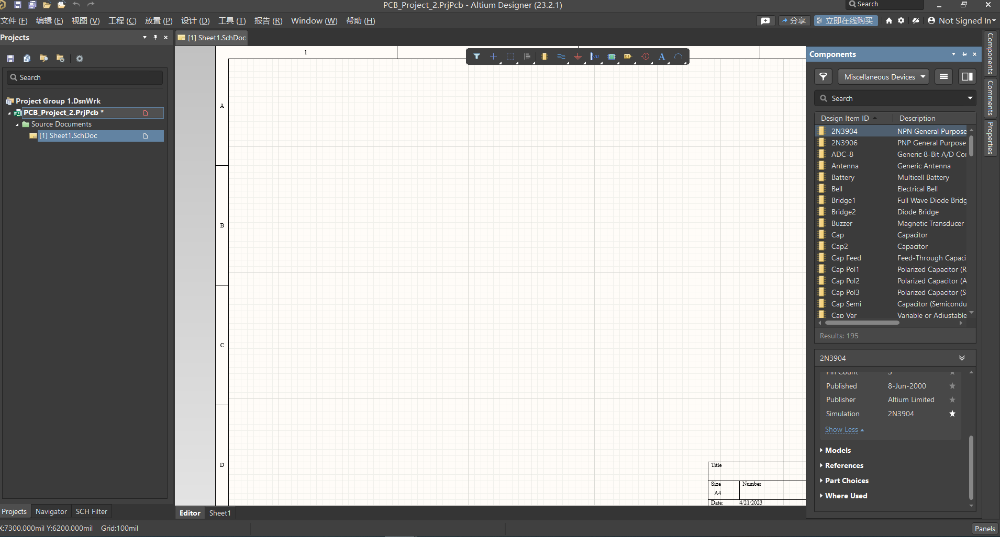 PCB_Project_2.PrjPcb - Altium Designer (23.2.1)
Search
文件 (F) 编辑 (E) 视图 (V) 工程 (C) 放置 (P) 设计 (D) 工具 (T) 报告 (R) Window (W) 帮助 (H)
分享
立即在线购买
Not Signed In
Projects
Search
Project Group 1.DsnWrk
PCB_Project_2.PrjPcb *
Source Documents
[1] Sheet1.SchDoc
Projects Navigator SCH Filter
[1] Sheet1.SchDoc
1
A
B
C
D
Title
Size Number
A4
Date: 4/21/2023
Editor Sheet1
Components
Miscellaneous Devices
Search
Design Item ID Description
2N3904 NPN General Purpose
2N3906 PNP General Purpose
ADC-8 Generic 8-Bit A/D Cor
Antenna Generic Antenna
Battery Multicell Battery
Bell Electrical Bell
Bridge1 Full Wave Diode Bridg
Bridge2 Diode Bridge
Buzzer Magnetic Transducer
Cap Capacitor
Cap2 Capacitor
Cap Feed Feed-Through Capaci
Cap Pol1 Polarized Capacitor (R
Cap Pol2 Polarized Capacitor (A
Cap Pol3 Polarized Capacitor (S
Cap Semi Capacitor (Semicondu
Cap Var Variable or Adjustable
Results: 195
2N3904
Pin Count 3
Published 8-Jun-2000
Publisher Altium Limited
Simulation 2N3904
Show Less
Models
References
Part Choices
Where Used
Components
Comments
Properties
X:7300.000mil Y:6200.000mil Grid:100mil
Panels